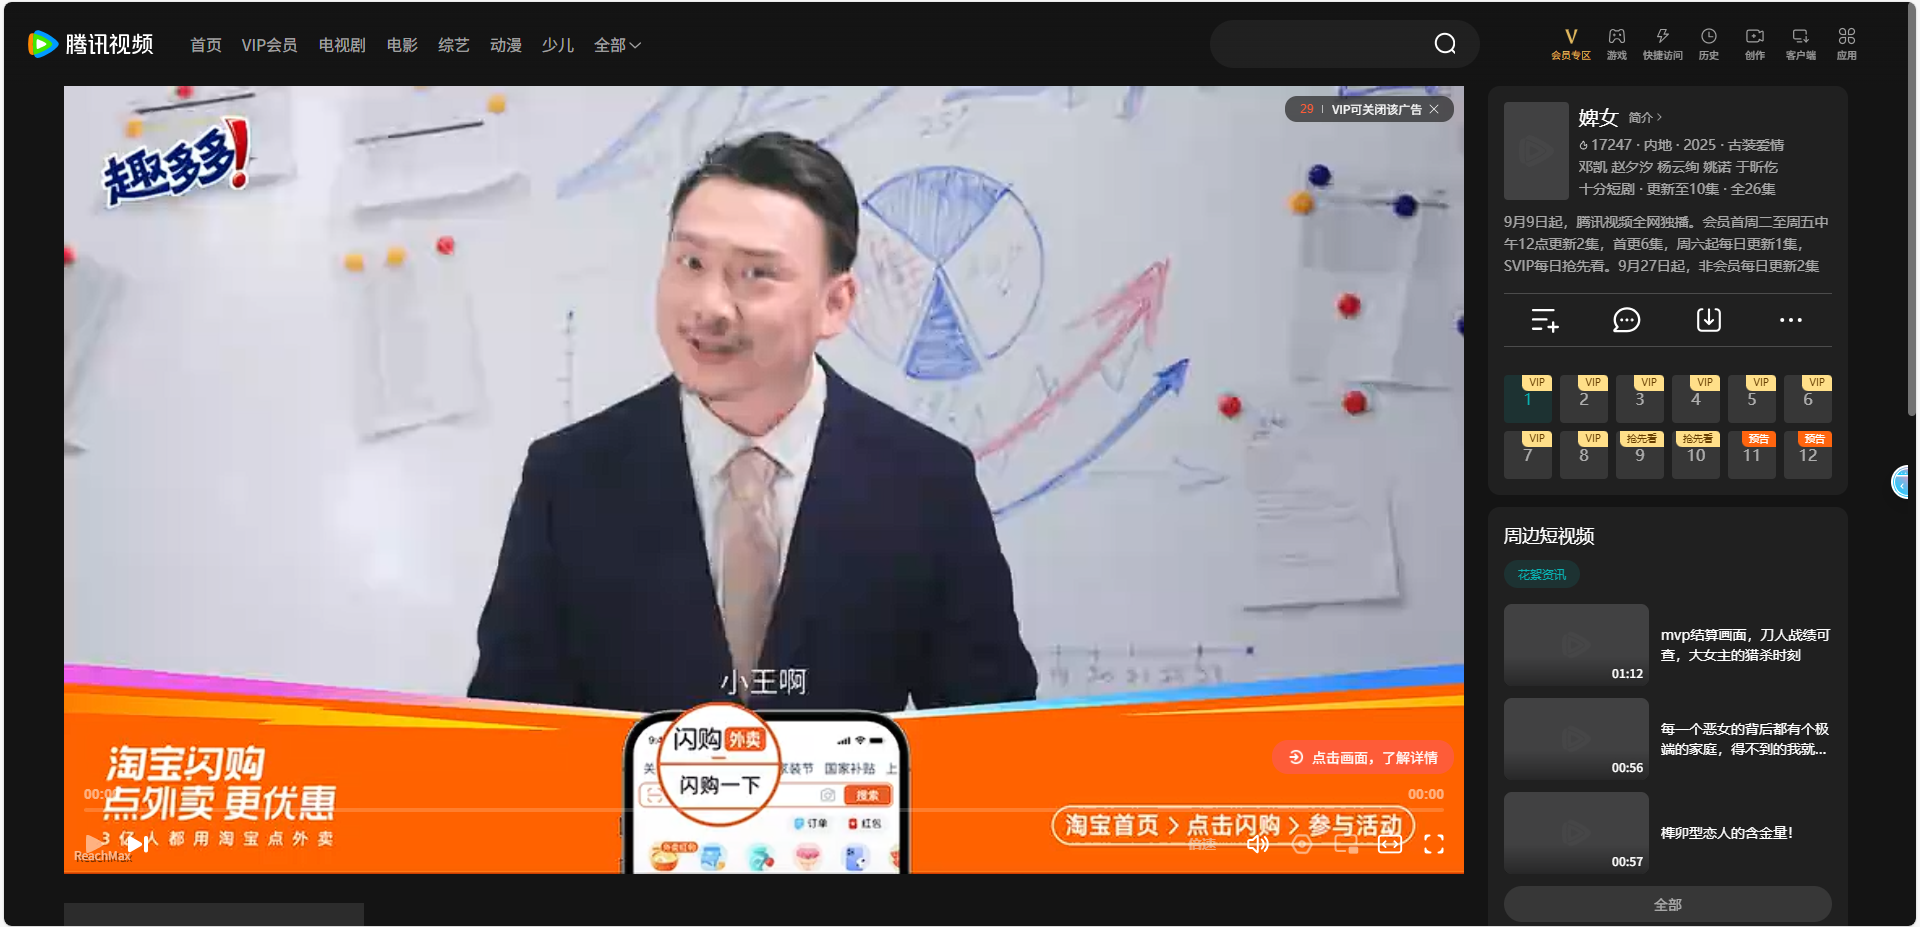 腾讯视频
首页 VIP会员 电视剧 电影 综艺 动漫 少儿 全部
会员专区 游戏 快捷访问 历史 创作 客户端 应用
趣多多!
29 VIP可关闭该广告
小王啊
淘宝闪购
点外卖 更优惠
3亿人都用淘宝点外卖
闪购 外卖
闪购一下
国家补贴
搜索
订单 红包
点击画面，了解详情
淘宝首页 > 点击闪购 > 参与活动
00:00
00:00
倍速
ReachMax
婢女 简介
17247 · 内地 · 2025 · 古装爱情
邓凯 赵夕汐 杨云绚 姚诺 于昕仡
十分短剧 · 更新至10集 · 全26集
9月9日起，腾讯视频全网独播。会员首周二至周五中
午12点更新2集，首更6集，周六起每日更新1集，
SVIP每日抢先看。9月27日起，非会员每日更新2集
VIP VIP VIP VIP VIP VIP
1 2 3 4 5 6
VIP VIP 抢先看 抢先看 预告 预告
7 8 9 10 11 12
周边短视频
花絮资讯
mvp结算画面，刀人战绩可
查，大女主的猎杀时刻
01:12
每一个恶女的背后都有个极
端的家庭，得不到的我就...
00:56
榫卯型恋人的含金量！
00:57
全部